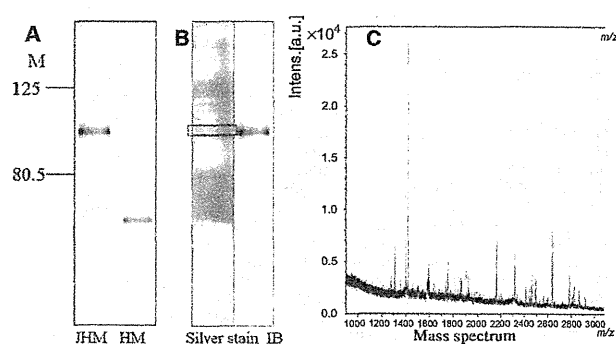 A
M
125
80.5
JHM HM
B
Silver stain IB
C
Intens.[a.u.]
×10⁴
m/z
2.5
2.0
1.5
1.0
0.5
0.0
1000 1200 1400 1600 1800 2000 2200 2400 2600 2800 3000
m/z
Mass spectrum